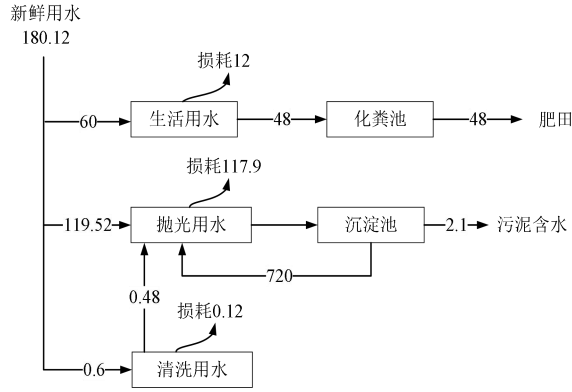 新鲜用水
180.12
损耗12
60
生活用水
48
化粪池
48
肥田
损耗117.9
119.52
抛光用水
沉淀池
2.1
污泥含水
720
0.48
损耗0.12
0.6
清洗用水